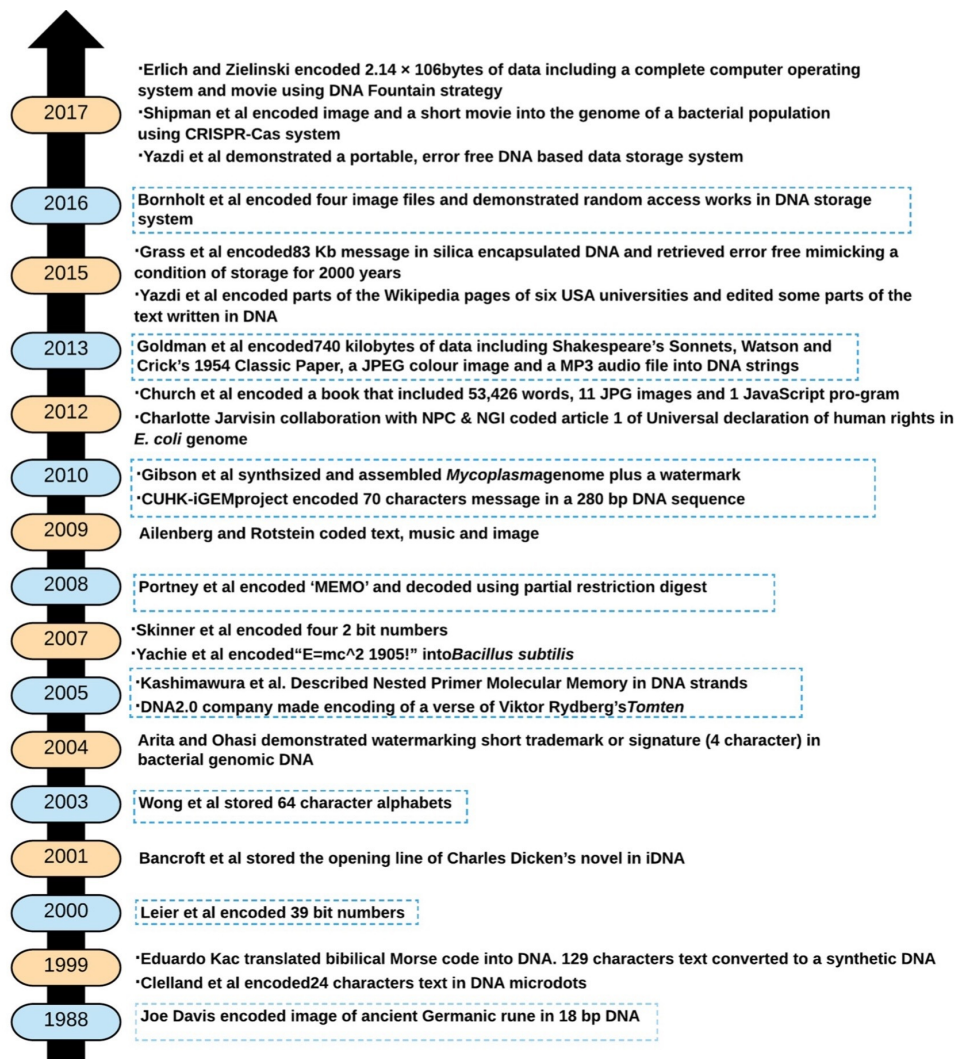 2017
·Erlich and Zielinski encoded 2.14 × 106bytes of data including a complete computer operating
system and movie using DNA Fountain strategy
·Shipman et al encoded image and a short movie into the genome of a bacterial population
using CRISPR-Cas system
·Yazdi et al demonstrated a portable, error free DNA based data storage system
2016
Bornholt et al encoded four image files and demonstrated random access works in DNA storage
system
2015
·Grass et al encoded83 Kb message in silica encapsulated DNA and retrieved error free mimicking a
condition of storage for 2000 years
·Yazdi et al encoded parts of the Wikipedia pages of six USA universities and edited some parts of the
text written in DNA
2013
Goldman et al encoded740 kilobytes of data including Shakespeare’s Sonnets, Watson and
Crick’s 1954 Classic Paper, a JPEG colour image and a MP3 audio file into DNA strings
2012
·Church et al encoded a book that included 53,426 words, 11 JPG images and 1 JavaScript pro-gram
·Charlotte Jarvisin collaboration with NPC & NGI coded article 1 of Universal declaration of human rights in
E. coli genome
2010
·Gibson et al synthsized and assembled Mycoplasmagenome plus a watermark
·CUHK-iGEMproject encoded 70 characters message in a 280 bp DNA sequence
2009
Ailenberg and Rotstein coded text, music and image
2008
Portney et al encoded ‘MEMO’ and decoded using partial restriction digest
2007
·Skinner et al encoded four 2 bit numbers
·Yachie et al encoded“E=mc^2 1905!” intoBacillus subtilis
2005
·Kashimawura et al. Described Nested Primer Molecular Memory in DNA strands
·DNA2.0 company made encoding of a verse of Viktor Rydberg’sTomten
2004
Arita and Ohasi demonstrated watermarking short trademark or signature (4 character) in
bacterial genomic DNA
2003
Wong et al stored 64 character alphabets
2001
Bancroft et al stored the opening line of Charles Dicken’s novel in iDNA
2000
Leier et al encoded 39 bit numbers
1999
·Eduardo Kac translated bibilical Morse code into DNA. 129 characters text converted to a synthetic DNA
·Clelland et al encoded24 characters text in DNA microdots
1988
Joe Davis encoded image of ancient Germanic rune in 18 bp DNA